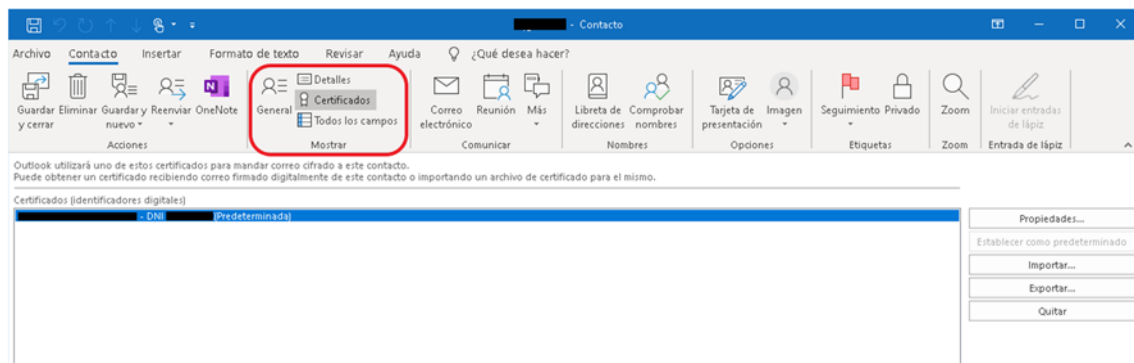 - Contacto
Archivo Contacto Insertar Formato de texto Revisar Ayuda ¿Qué desea hacer?
Guardar y cerrar
Eliminar
Guardar y nuevo
Reenviar
OneNote
Acciones
General
Detalles
Certificados
Todos los campos
Mostrar
Correo electrónico
Reunión
Más
Comunicar
Libreta de direcciones
Comprobar nombres
Nombres
Tarjeta de presentación
Imagen
Opciones
Seguimiento
Privado
Etiquetas
Zoom
Zoom
Iniciar entradas de lápiz
Entrada de lápiz
Outlook utilizará uno de estos certificados para mandar correo cifrado a este contacto.
Puede obtener un certificado recibiendo correo firmado digitalmente de este contacto o importando un archivo de certificado para el mismo.
Certificados (identificadores digitales)
- DNI (Predeterminada)
Propiedades...
Establecer como predeterminado
Importar...
Exportar...
Quitar